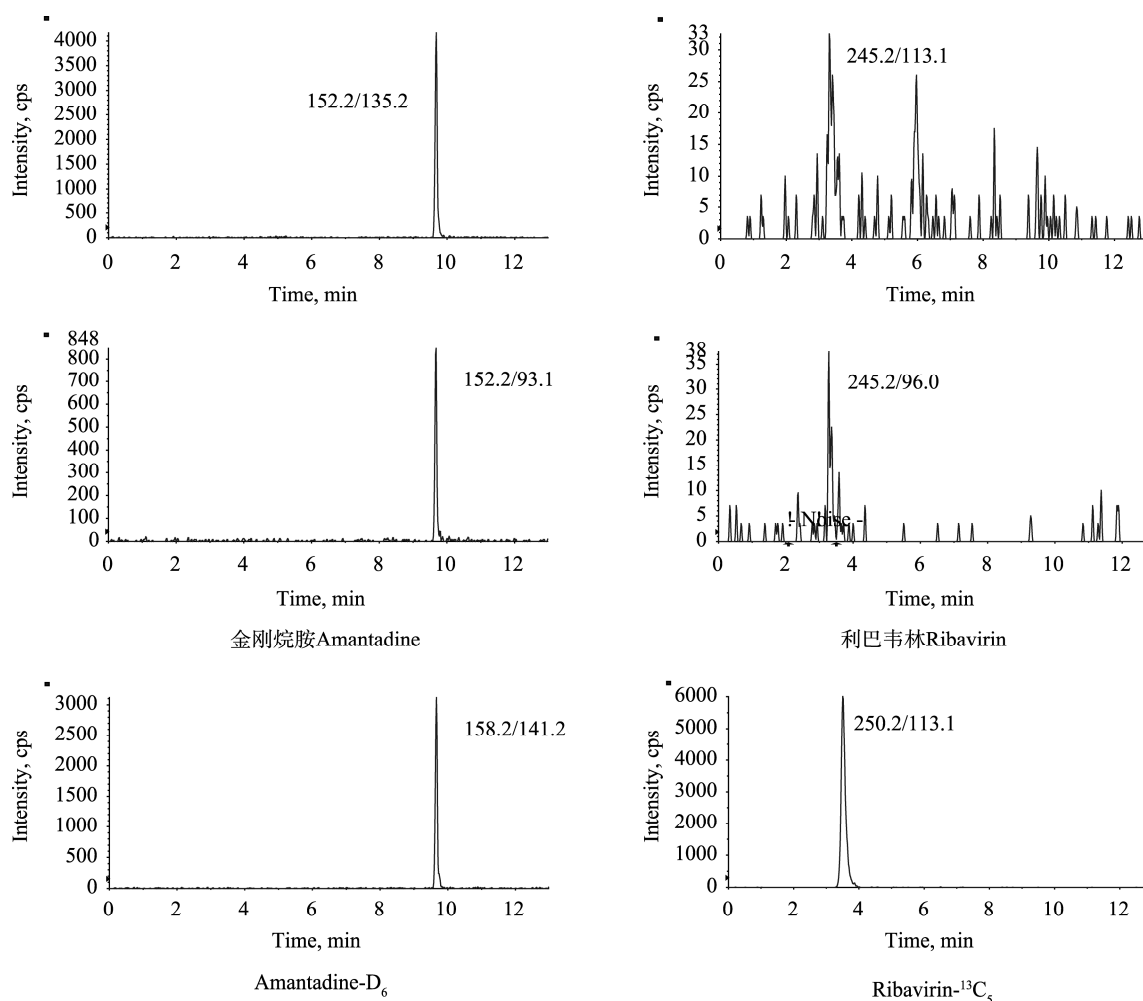 4000
3500
3000
2500
2000
1500
1000
500
0
Intensity, cps
152.2/135.2
0 2 4 6 8 10 12
Time, min
33
30
25
20
15
10
5
0
Intensity, cps
245.2/113.1
0 2 4 6 8 10 12
Time, min
848
800
700
600
500
400
300
200
100
0
Intensity, cps
152.2/93.1
0 2 4 6 8 10 12
Time, min
金刚烷胺Amantadine
38
35
30
25
20
15
10
5
0
Intensity, cps
245.2/96.0
!- Noise -
0 2 4 6 8 10 12
Time, min
利巴韦林Ribavirin
3000
2500
2000
1500
1000
500
0
Intensity, cps
158.2/141.2
0 2 4 6 8 10 12
Time, min
Amantadine-D₆
6000
5000
4000
3000
2000
1000
0
Intensity, cps
250.2/113.1
0 2 4 6 8 10 12
Time, min
Ribavirin-¹³C₅